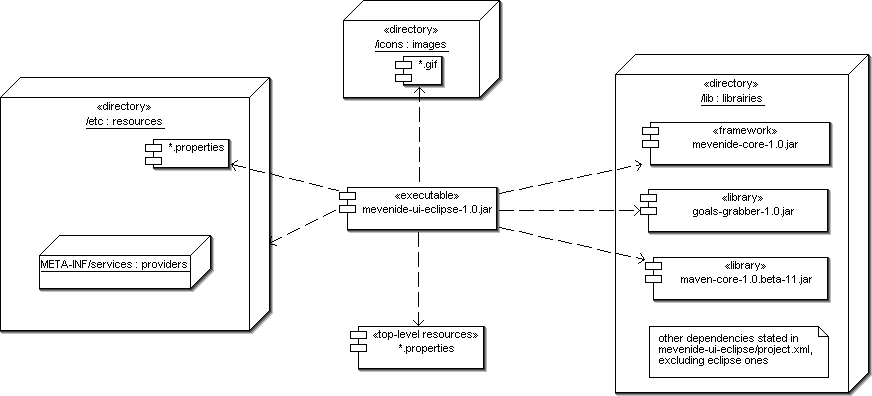 «directory»
/icons : images
*.gif
«directory»
/etc : resources
*.properties
META-INF/services : providers
«executable»
mevenide-ui-eclipse-1.0.jar
«top-level resources»
*.properties
«directory»
/lib : librairies
«framework»
mevenide-core-1.0.jar
«library»
goals-grabber-1.0.jar
«library»
maven-core-1.0.beta-11.jar
other dependencies stated in
mevenide-ui-eclipse/project.xml,
excluding eclipse ones